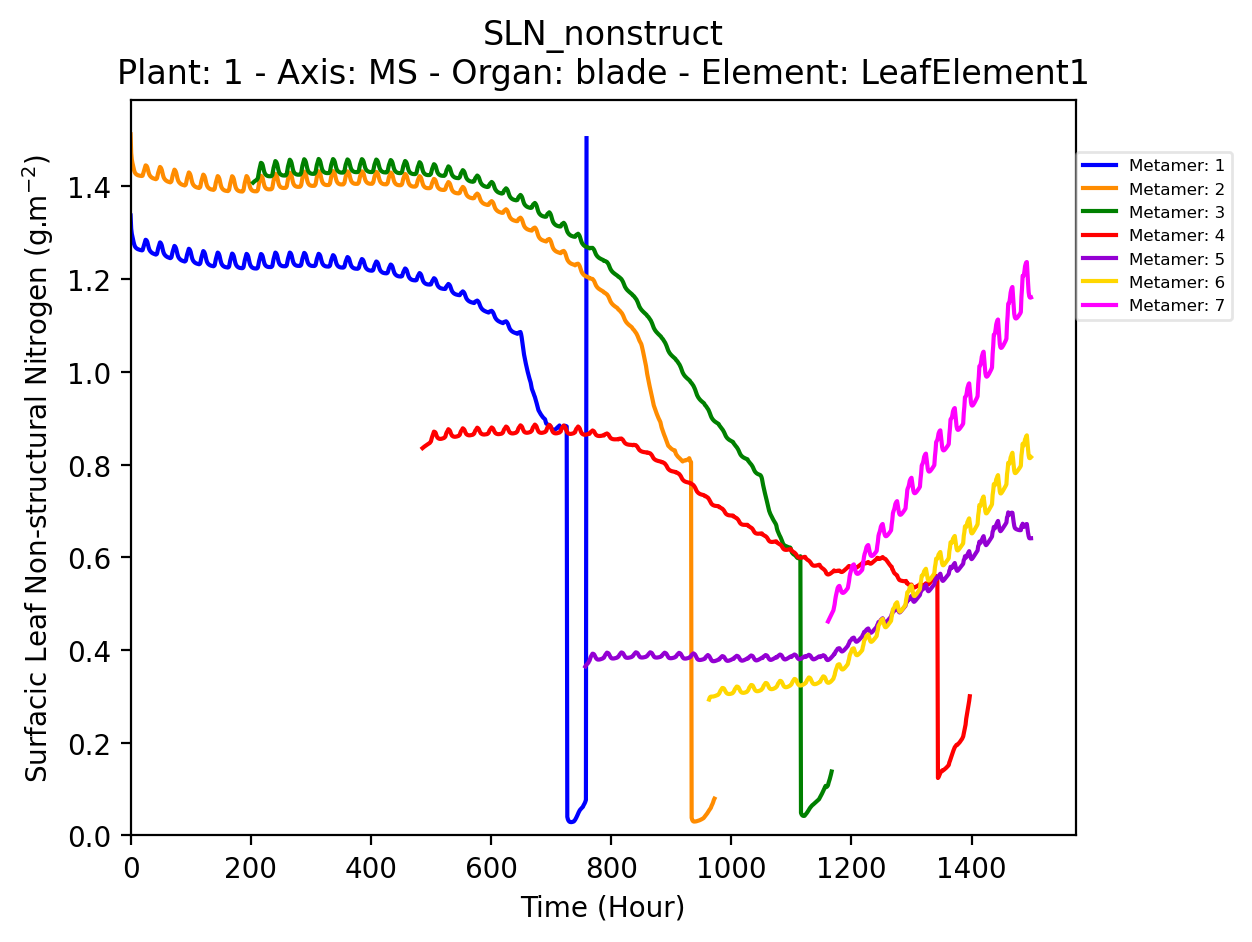 SLN_nonstruct
Plant: 1 - Axis: MS - Organ: blade - Element: LeafElement1
Surfacic Leaf Non-structural Nitrogen (g.m⁻²)
1.4
1.2
1.0
0.8
0.6
0.4
0.2
0.0
0 200 400 600 800 1000 1200 1400
Time (Hour)
Metamer: 1
Metamer: 2
Metamer: 3
Metamer: 4
Metamer: 5
Metamer: 6
Metamer: 7